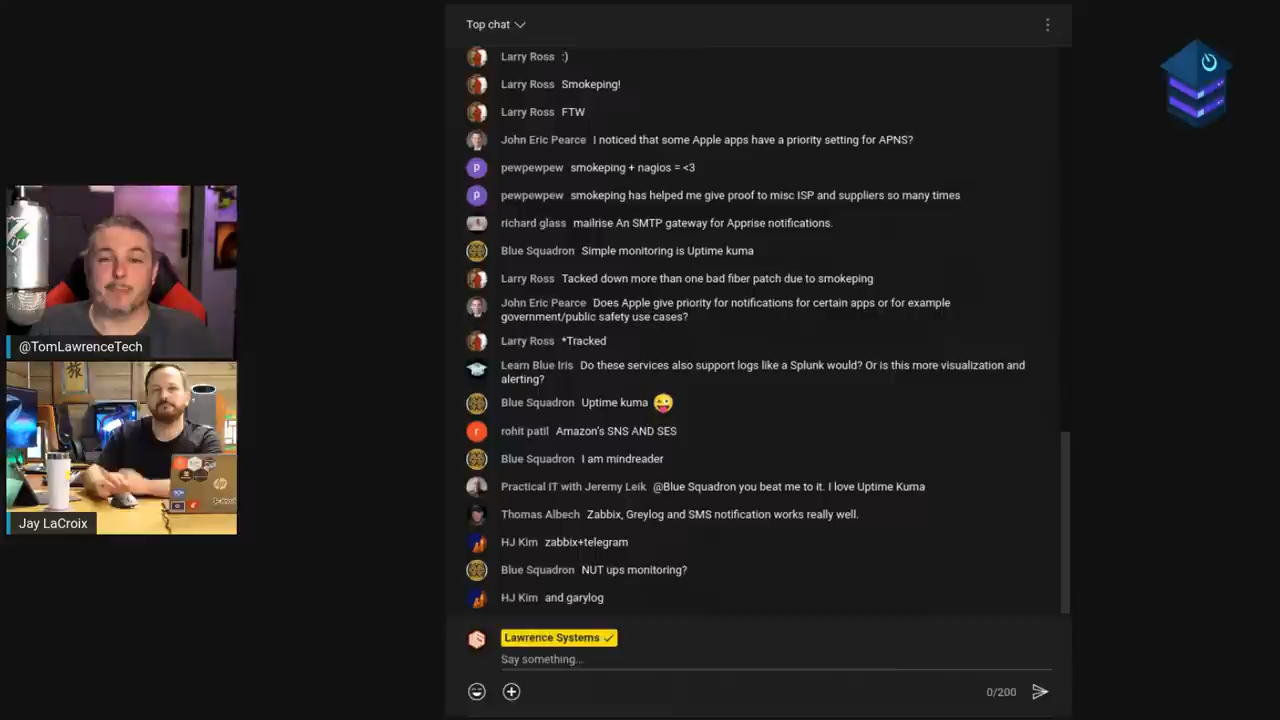 Top chat
Larry Ross :)
Larry Ross Smokeping!
Larry Ross FTW
John Eric Pearce I noticed that some Apple apps have a priority setting for APNS?
p pewpewpew smokeping + nagios = <3
p pewpewpew smokeping has helped me give proof to misc ISP and suppliers so many times
richard glass mailrise An SMTP gateway for Apprise notifications.
Blue Squadron Simple monitoring is Uptime kuma
Larry Ross Tacked down more than one bad fiber patch due to smokeping
John Eric Pearce Does Apple give priority for notifications for certain apps or for example
government/public safety use cases?
Larry Ross *Tracked
Learn Blue Iris Do these services also support logs like a Splunk would? Or is this more visualization and
alerting?
Blue Squadron Uptime kuma 😜
r rohit patil Amazon's SNS AND SES
Blue Squadron I am mindreader
Practical IT with Jeremy Leik @Blue Squadron you beat me to it. I love Uptime Kuma
Thomas Albech Zabbix, Greylog and SMS notification works really well.
HJ Kim zabbix+telegram
Blue Squadron NUT ups monitoring?
HJ Kim and garylog
Lawrence Systems ✓
Say something...
0/200
@TomLawrenceTech
hp
Jay LaCroix